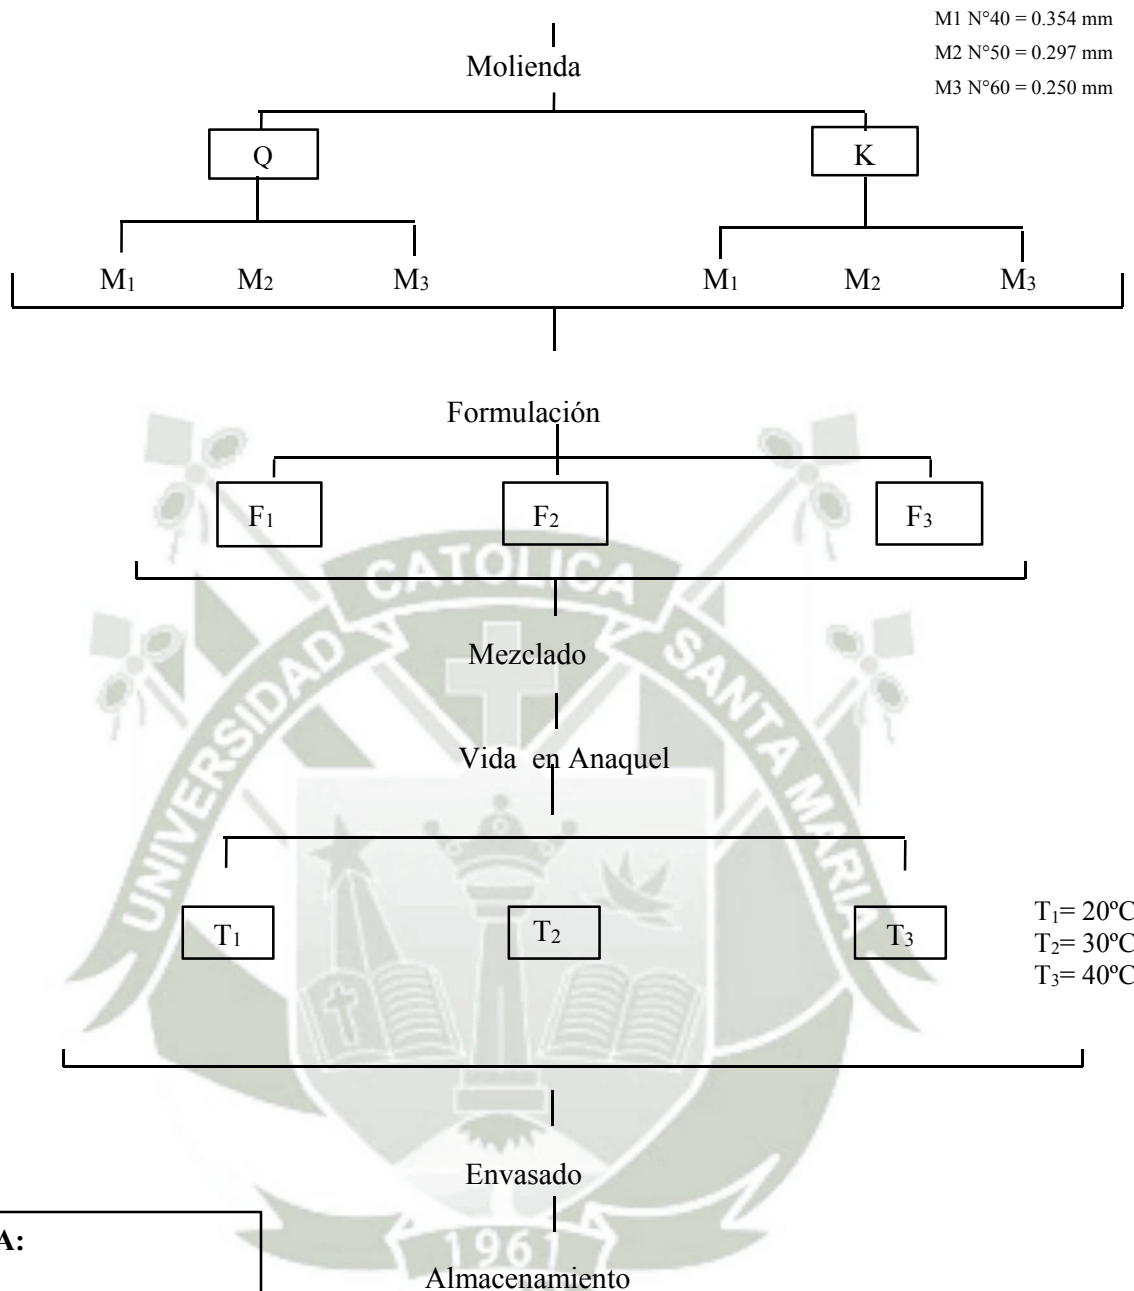 M1 N°40 = 0.354 mm
M2 N°50 = 0.297 mm
M3 N°60 = 0.250 mm
Molienda
Q K
M1 M2 M3 M1 M2 M3
Formulación
F1 F2 F3
CATOLICA
UNIVERSIDAD
SANTA MARIA
Mezclado
Vida en Anaquel
T1 T2 T3
T1= 20ºC
T2= 30ºC
T3= 40ºC
Envasado
A:
1961
Almacenamiento